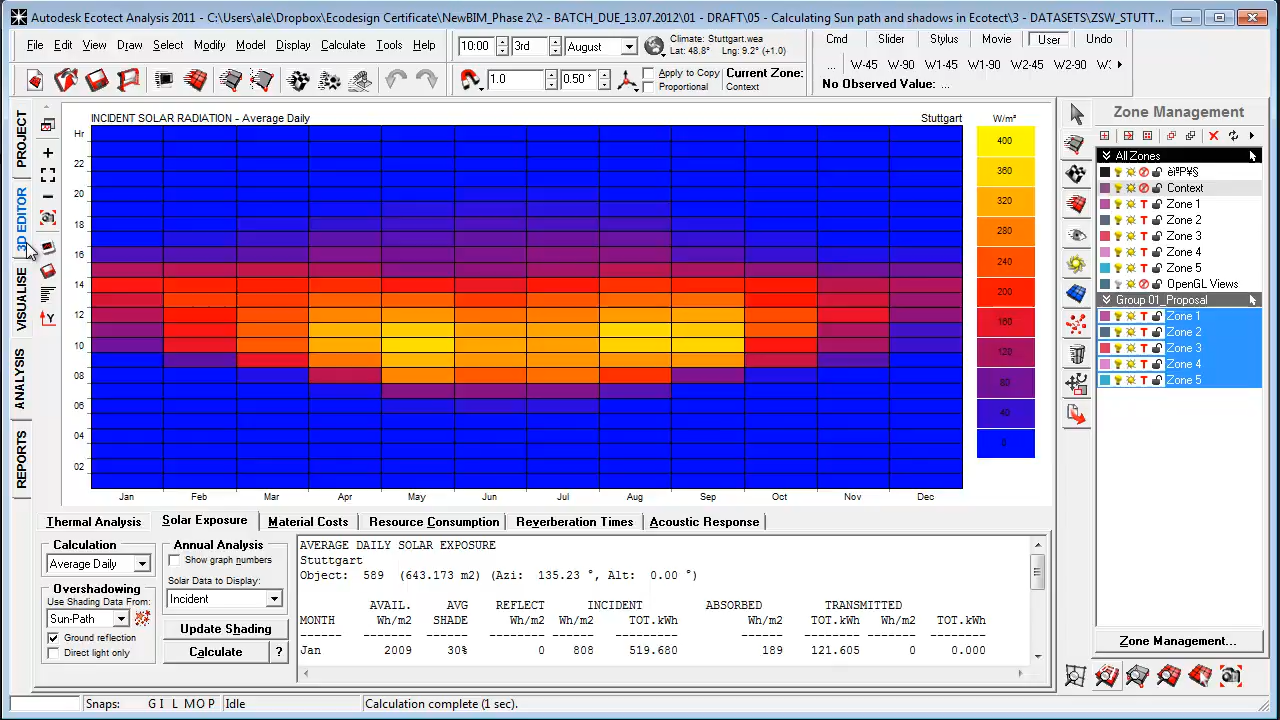 Autodesk Ecotect Analysis 2011 - C:\Users\ale\Dropbox\Ecodesign Certificate\NewBIM_Phase 2\2 - BATCH_DUE_13.07.2012\01 - DRAFT\05 - Calculating Sun path and shadows in Ecotect\3 - DATASETS\ZSW_STUTT...
File Edit View Draw Select Modify Model Display Calculate Tools Help
10:00 3rd August
Climate: Stuttgart.wea
Lat: 48.8° Lng: 9.2° (+1.0)
Cmd Slider Stylus Movie User Undo
... W-45 W-90 W1-45 W1-90 W2-45 W2-90 W
1.0 0.50 °
Apply to Copy
Proportional
Current Zone:
Context
No Observed Value: ...
PROJECT
3D EDITOR
VISUALISE
ANALYSIS
REPORTS
INCIDENT SOLAR RADIATION - Average Daily
Stuttgart
W/m²
Hr
22
20
18
16
14
12
10
08
06
04
02
Jan Feb Mar Apr May Jun Jul Aug Sep Oct Nov Dec
400
360
320
280
240
200
160
120
80
40
0
Zone Management
All Zones
Context
Zone 1
Zone 2
Zone 3
Zone 4
Zone 5
OpenGL Views
Group 01_Proposal
Zone 1
Zone 2
Zone 3
Zone 4
Zone 5
Zone Management...
Thermal Analysis Solar Exposure Material Costs Resource Consumption Reverberation Times Acoustic Response
Calculation
Average Daily
Overshadowing
Use Shading Data From:
Sun-Path
Ground reflection
Direct light only
Annual Analysis
Show graph numbers
Solar Data to Display:
Incident
Update Shading
Calculate ?
AVERAGE DAILY SOLAR EXPOSURE
Stuttgart
Object: 589 (643.173 m2) (Azi: 135.23 °, Alt: 0.00 °)
AVAIL. AVG REFLECT INCIDENT ABSORBED TRANSMITTED
MONTH Wh/m2 SHADE Wh/m2 Wh/m2 TOT.kWh Wh/m2 TOT.kWh Wh/m2 TOT.kWh
------ ------- ------ ------- ------- ------- ------- ------- ------- -------
Jan 2009 30% 0 808 519.680 189 121.605 0 0.000
Snaps: G I L M O P Idle Calculation complete (1 sec).